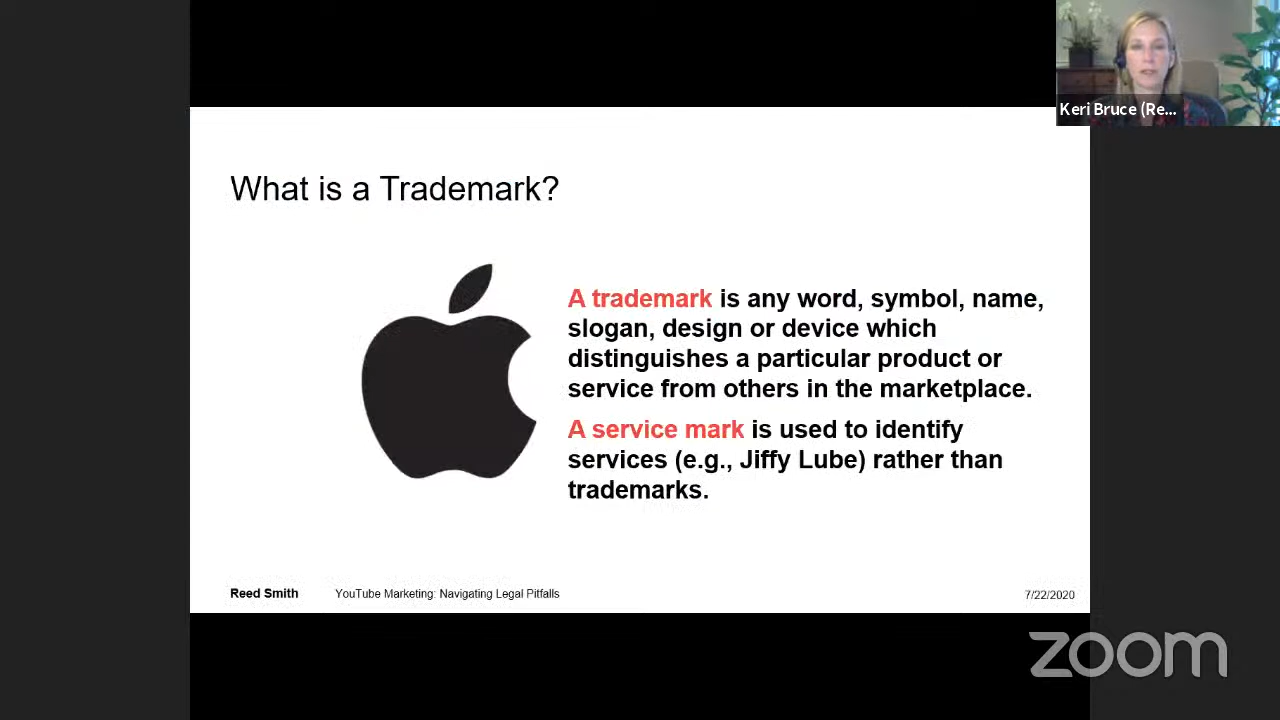 Keri Bruce (Re...
What is a Trademark?
A trademark is any word, symbol, name,
slogan, design or device which
distinguishes a particular product or
service from others in the marketplace.
A service mark is used to identify
services (e.g., Jiffy Lube) rather than
trademarks.
Reed Smith YouTube Marketing: Navigating Legal Pitfalls 7/22/2020
zoom